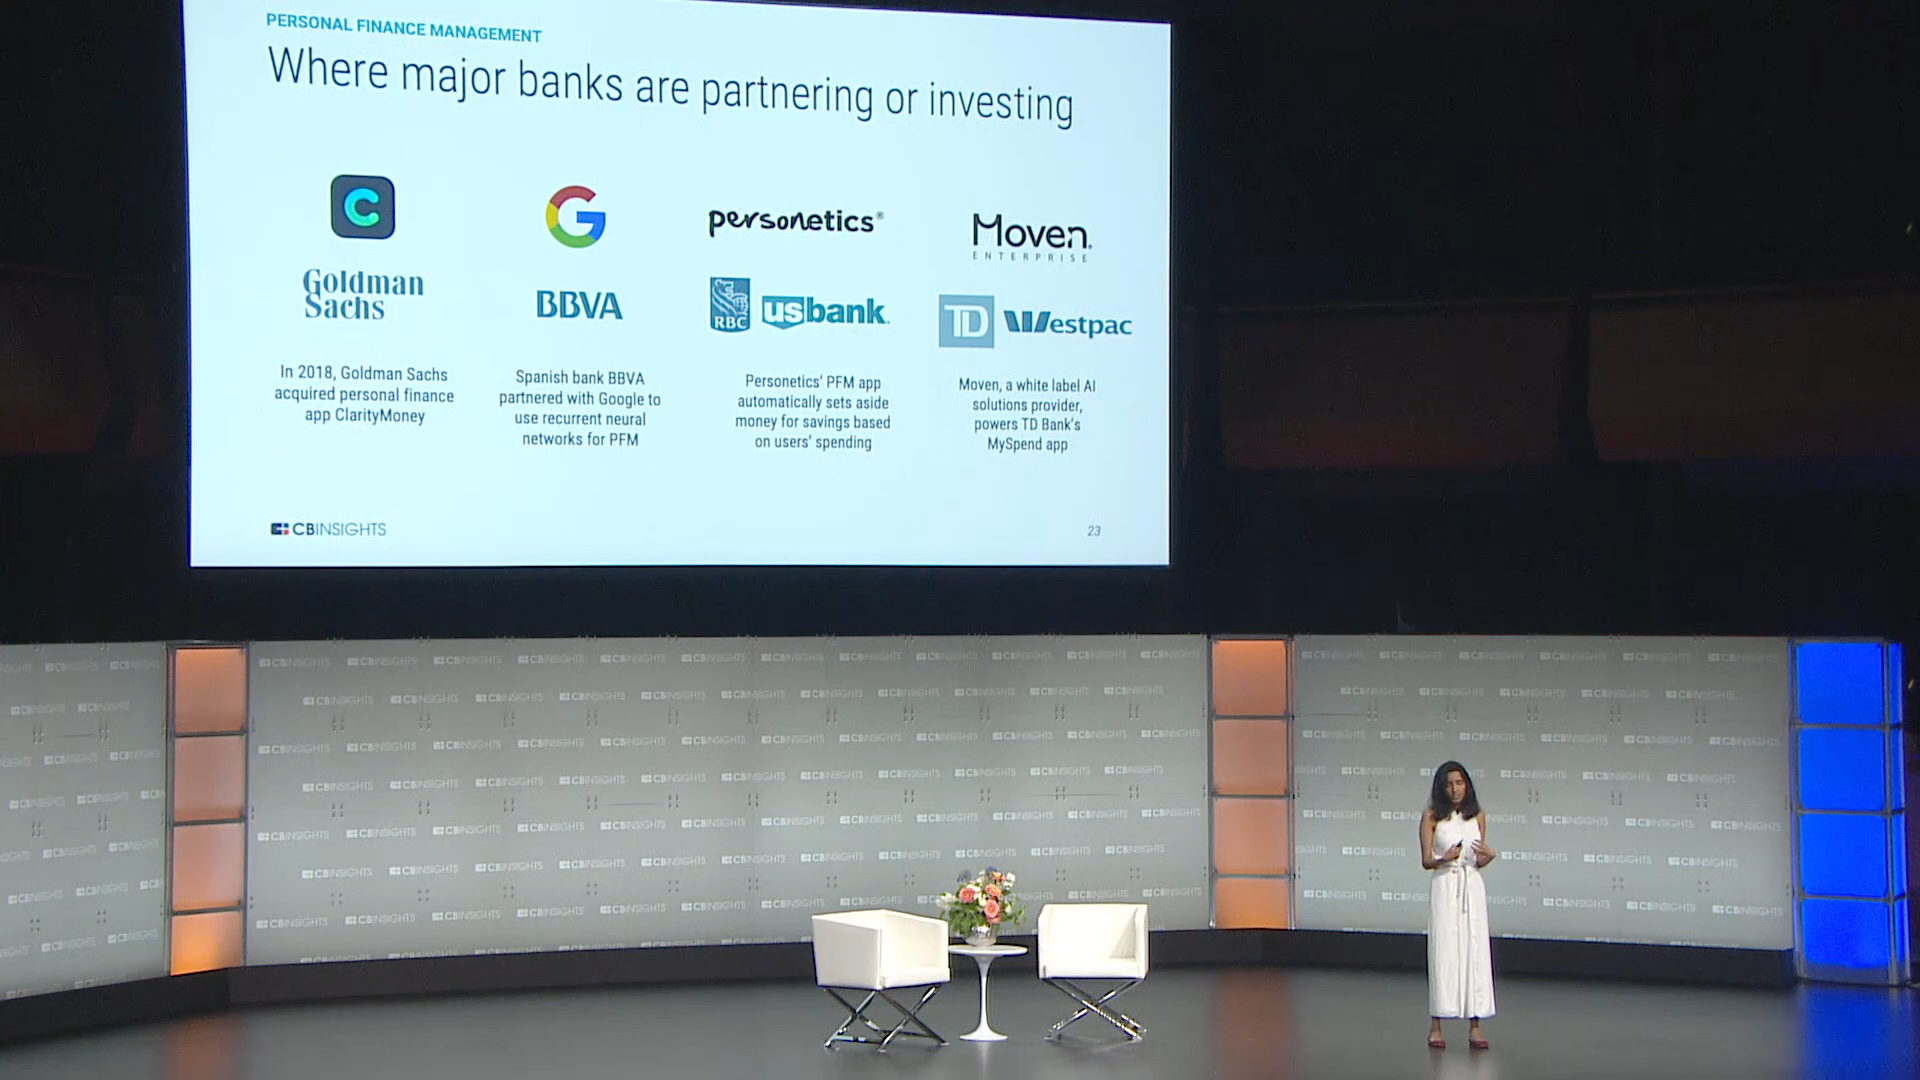 PERSONAL FINANCE MANAGEMENT
Where major banks are partnering or investing
C
Goldman
Sachs
In 2018, Goldman Sachs
acquired personal finance
app ClarityMoney
G
BBVA
Spanish bank BBVA
partnered with Google to
use recurrent neural
networks for PFM
personetics®
RBC
usbank.
Personetics' PFM app
automatically sets aside
money for savings based
on users' spending
Moven.
ENTERPRISE
TD
Westpac
Moven, a white label AI
solutions provider,
powers TD Bank's
MySpend app
CBINSIGHTS
23
CBINSIGHTS